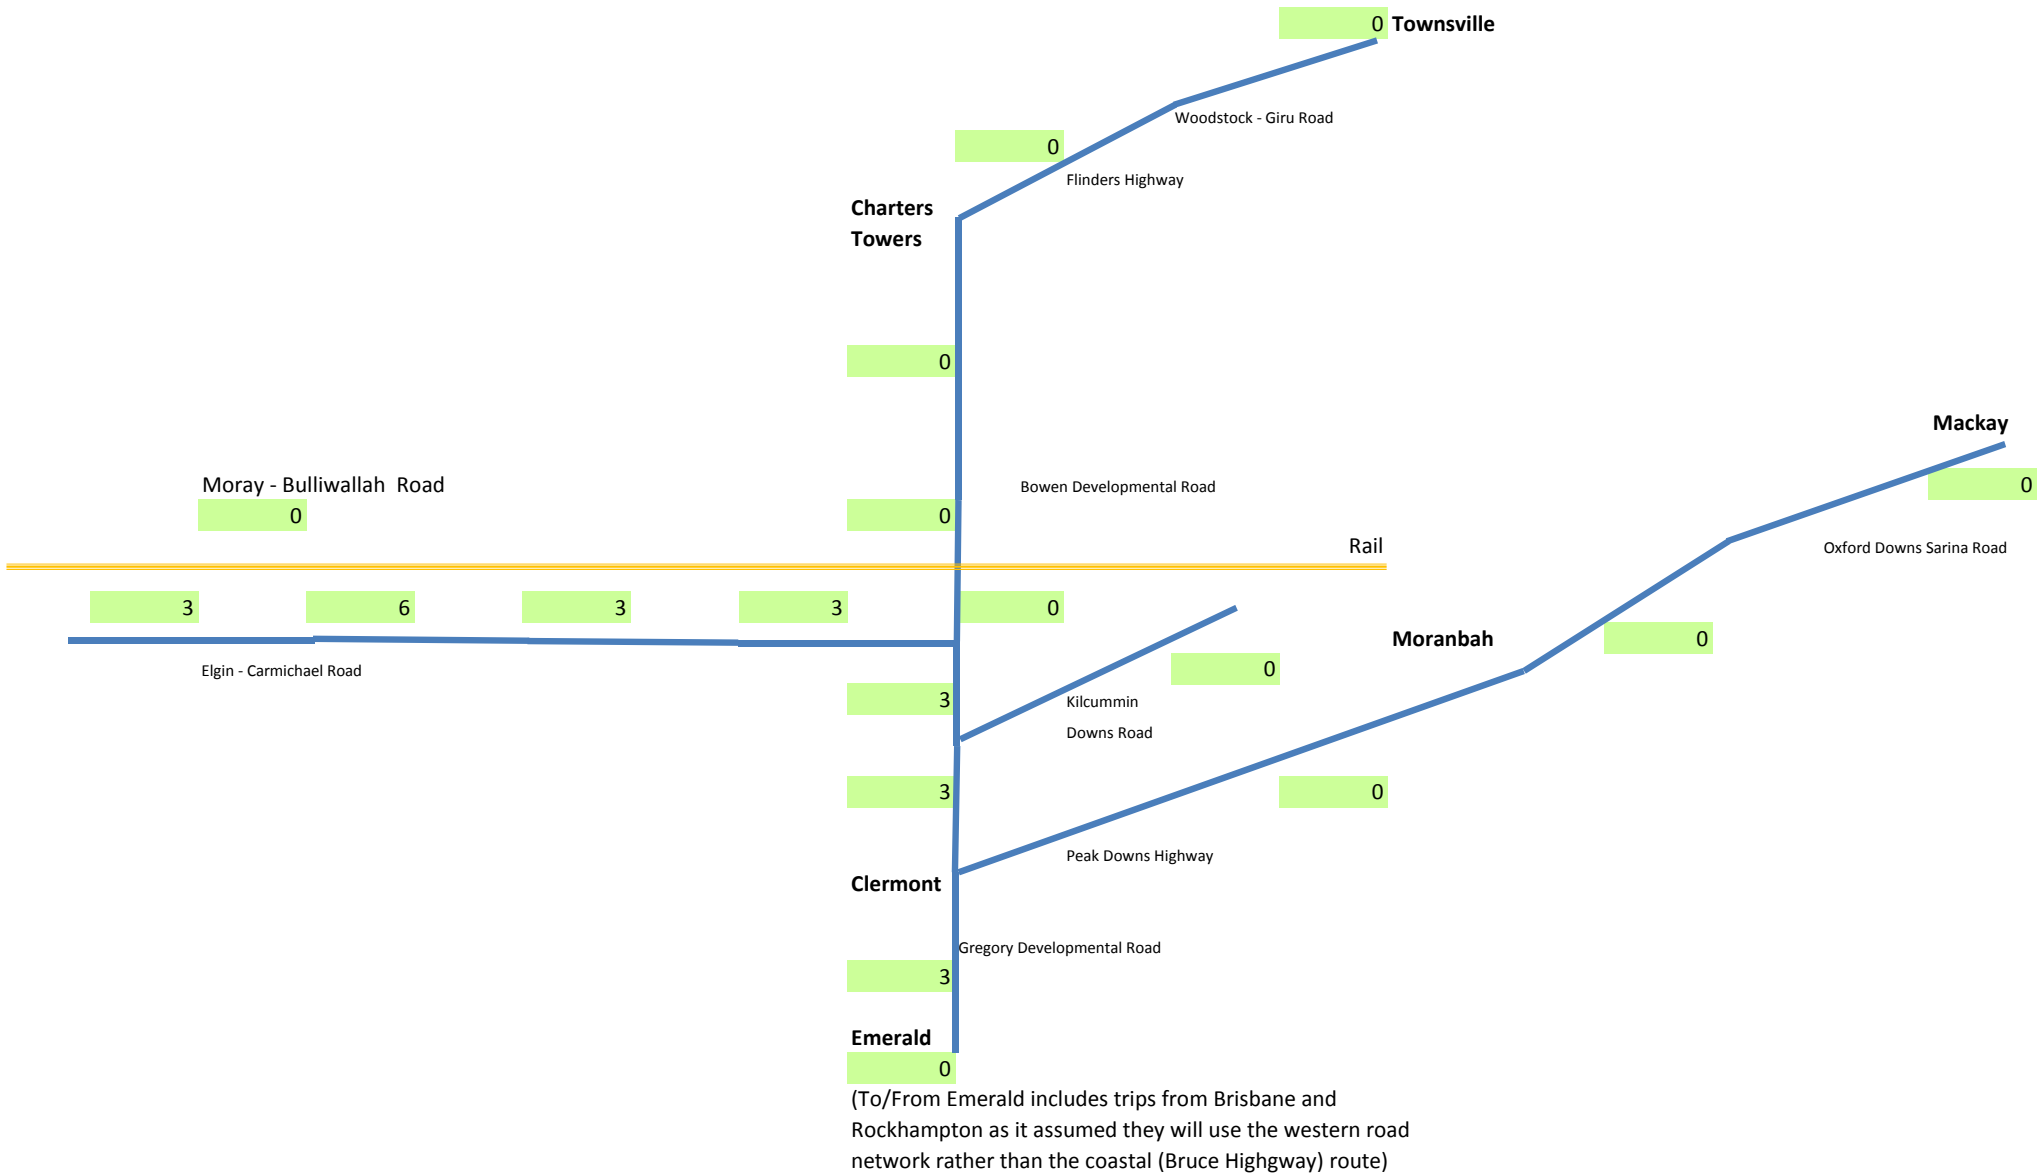 0 Townsville
Woodstock - Giru Road
0
Flinders Highway
Charters
Towers
0
Mackay
Moray - Bulliwallah  Road
Bowen Developmental Road
0
0
0
Rail
Oxford Downs Sarina Road
3
6
3
3
0
Moranbah
0
Elgin - Carmichael Road
0
3
Kilcummin
Downs Road
3
0
Peak Downs Highway
Clermont
Gregory Developmental Road
3
Emerald
0
(To/From Emerald includes trips from Brisbane and
Rockhampton as it assumed they will use the western road
network rather than the coastal (Bruce Highgway) route)